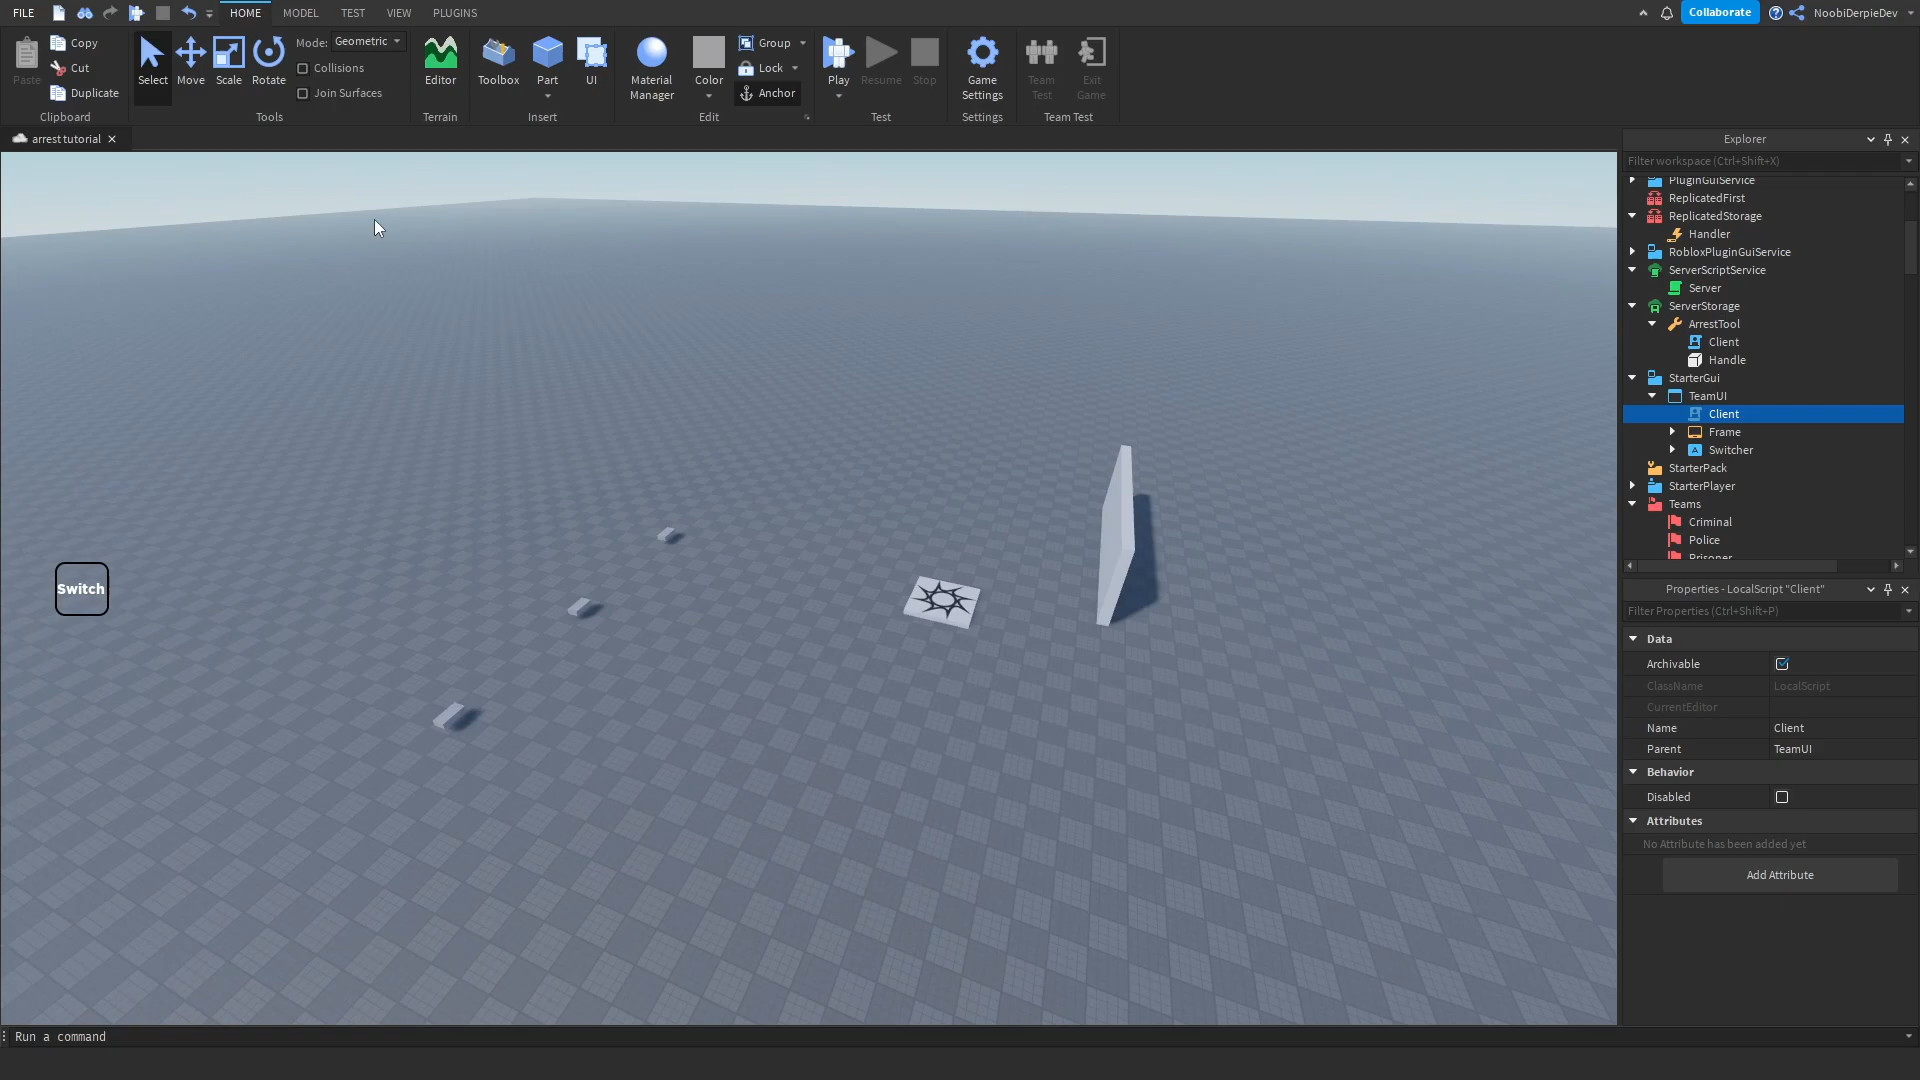 FILE
HOME
MODEL
TEST
VIEW
PLUGINS
Collaborate
NoobiDerpieDev
Paste
Copy
Cut
Duplicate
Clipboard
Select
Move
Scale
Rotate
Mode:
Geometric
Collisions
Join Surfaces
Tools
Editor
Terrain
Toolbox
Part
UI
Insert
Material
Manager
Color
Group
Lock
Anchor
Edit
Play
Resume
Stop
Test
Game
Settings
Settings
Team
Test
Exit
Game
Team Test
arrest tutorial
Switch
Explorer
Filter workspace (Ctrl+Shift+X)
PluginGuiService
ReplicatedFirst
ReplicatedStorage
Handler
RobloxPluginGuiService
ServerScriptService
Server
ServerStorage
ArrestTool
Client
Handle
StarterGui
TeamUI
Client
Frame
A
Switcher
StarterPack
StarterPlayer
Teams
Criminal
Police
Prisoner
Properties - LocalScript "Client"
Filter Properties (Ctrl+Shift+P)
Data
Archivable
ClassName
LocalScript
CurrentEditor
Name
Client
Parent
TeamUI
Behavior
Disabled
Attributes
No Attribute has been added yet
Add Attribute
Run a command